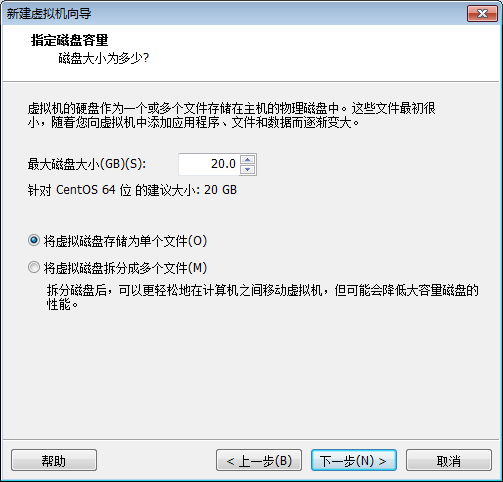 新建虚拟机向导
指定磁盘容量
磁盘大小为多少?
虚拟机的硬盘作为一个或多个文件存储在主机的物理磁盘中。这些文件最初很
小，随着您向虚拟机中添加应用程序、文件和数据而逐渐变大。
最大磁盘大小(GB)(S): 20.0
针对 CentOS 64 位 的建议大小: 20 GB
将虚拟磁盘存储为单个文件(O)
将虚拟磁盘拆分成多个文件(M)
拆分磁盘后，可以更轻松地在计算机之间移动虚拟机，但可能会降低大容量磁盘的
性能。
帮助 < 上一步(B) 下一步(N) > 取消